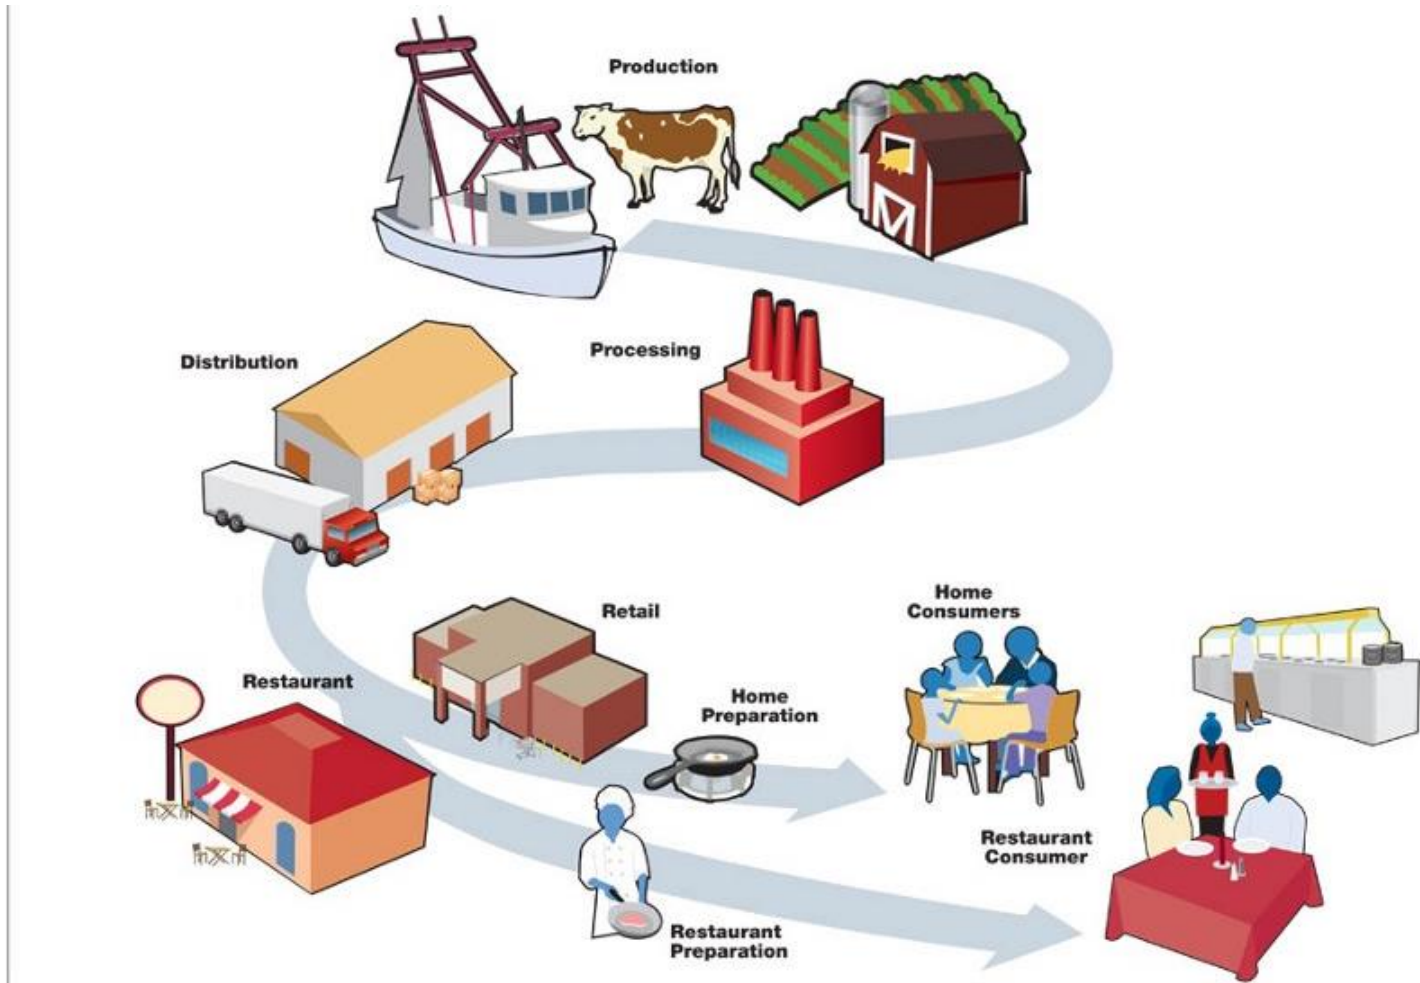 Production
Processing
Distribution
Retail
Restaurant
Home
Preparation
Home
Consumers
Restaurant
Preparation
Restaurant
Consumer